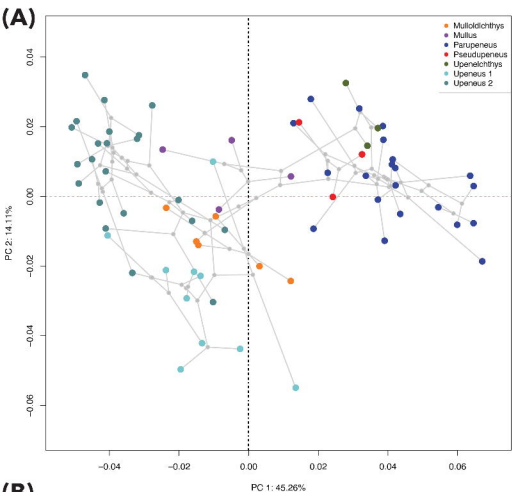 (A)
Mulloidichthys
Mullus
Parupeneus
Pseudupeneus
Upeneichthys
Upeneus 1
Upeneus 2
0.04
0.02
0.00
−0.02
−0.04
−0.06
PC 2: 14.11%
−0.04 −0.02 0.00 0.02 0.04 0.06
PC 1: 45.26%
(B)